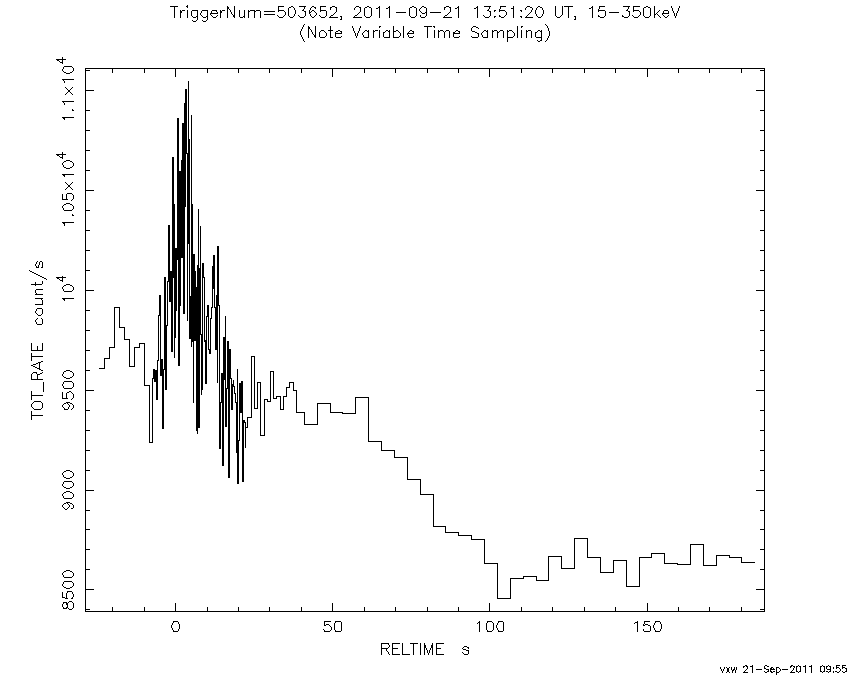 TriggerNum=503652, 2011-09-21 13:51:20 UT, 15-350keV
(Note Variable Time Sampling)
TOT_RATE count/s
1.1×10⁴
1.05×10⁴
10⁴
9500
9000
8500
0 50 100 150
RELTIME s
vxw 21-Sep-2011 09:55